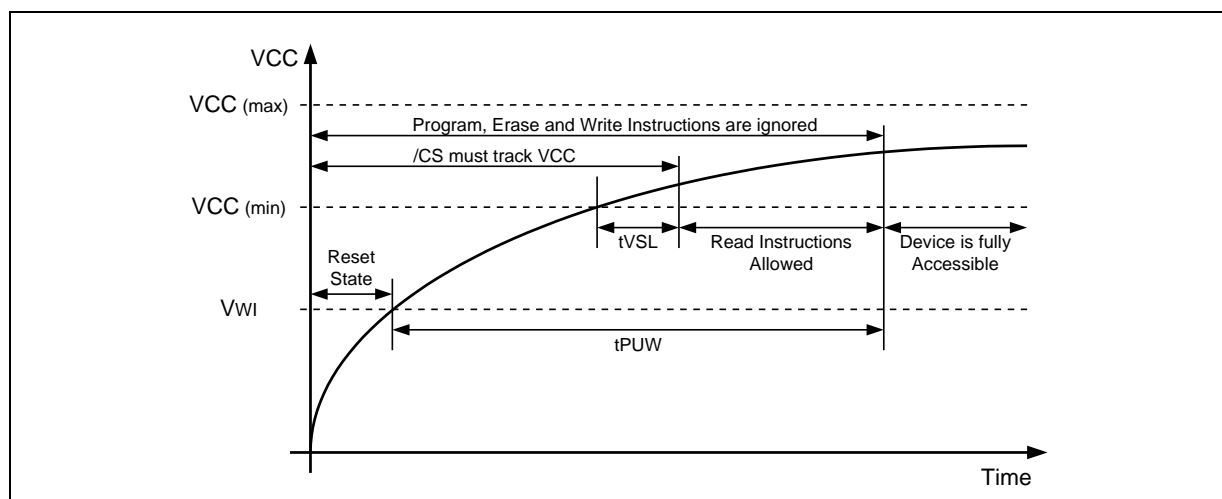 VCC
VCC (max)
Program, Erase and Write Instructions are ignored
/CS must track VCC
VCC (min)
tVSL
Read Instructions
Allowed
Device is fully
Accessible
Reset
State
VWI
tPUW
Time